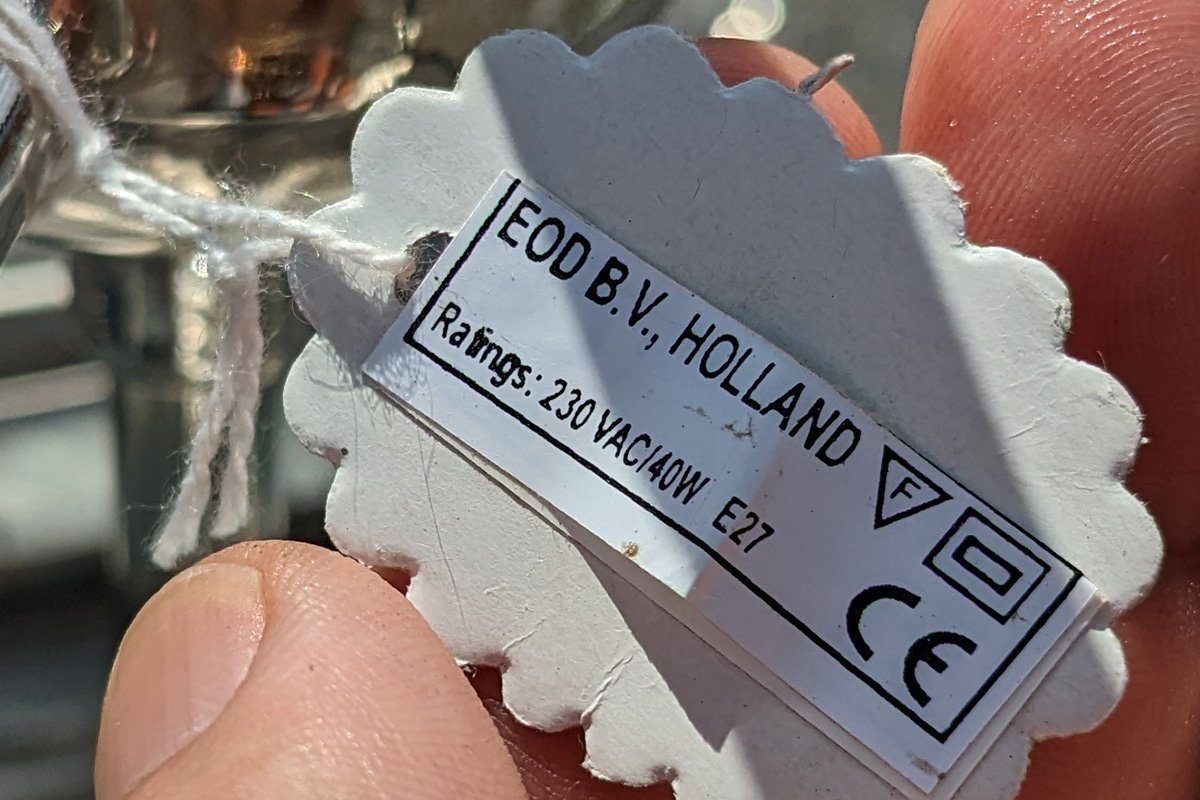 EOD B.V., HOLLAND
Ratings: 230 VAC/40W E27
F
CE